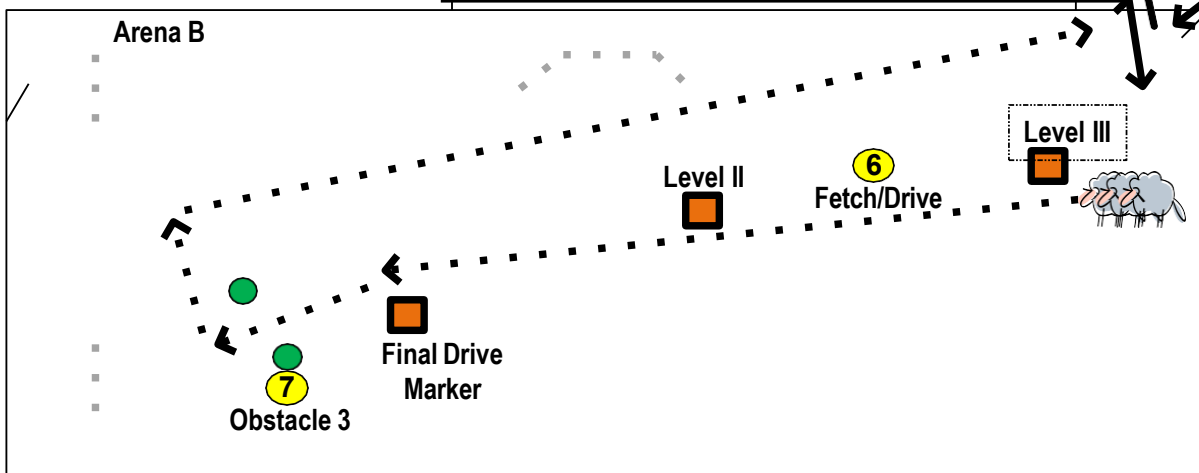 Arena B
Level III
6
Level II
Fetch/Drive
Final Drive
Marker
7
Obstacle 3